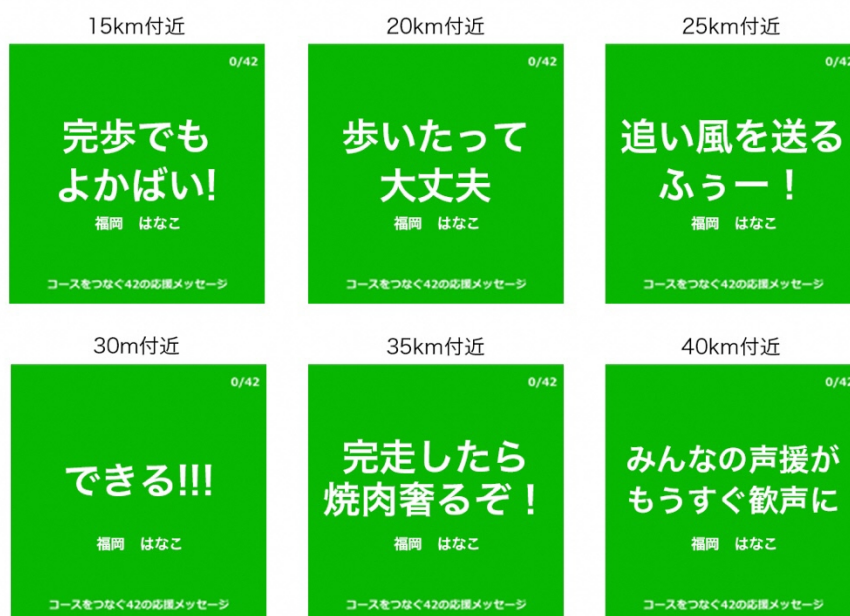 15km付近
0/42
完歩でも
よかばい!
福岡　はなこ
コースをつなぐ42の応援メッセージ
20km付近
0/42
歩いたって
大丈夫
福岡　はなこ
コースをつなぐ42の応援メッセージ
25km付近
0/42
追い風を送る
ふぅー！
福岡　はなこ
コースをつなぐ42の応援メッセージ
30m付近
0/42
できる!!!
福岡　はなこ
コースをつなぐ42の応援メッセージ
35km付近
0/42
完走したら
焼肉奢るぞ！
福岡　はなこ
コースをつなぐ42の応援メッセージ
40km付近
0/42
みんなの声援が
もうすぐ歓声に
福岡　はなこ
コースをつなぐ42の応援メッセージ